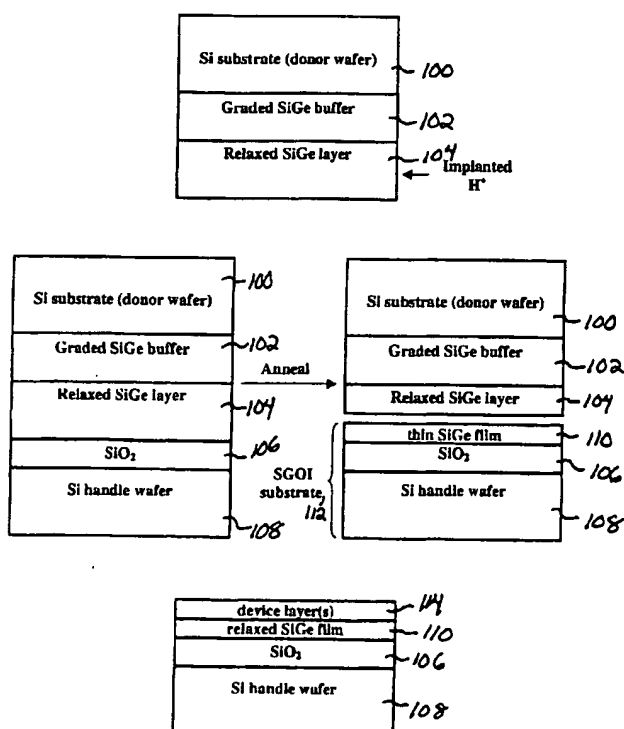 Si substrate (donor wafer) 100
Graded SiGe buffer 102
Relaxed SiGe layer 104
Implanted
H⁺
Si substrate (donor wafer) 100
Graded SiGe buffer 102
Relaxed SiGe layer 104
SiO₂ 106
Si handle wafer 108
Anneal
Si substrate (donor wafer) 100
Graded SiGe buffer 102
Relaxed SiGe layer 104
thin SiGe film 110
SiO₂ 106
Si handle wafer 108
SGOI
substrate,
112
device layer(s) 114
relaxed SiGe film 110
SiO₂ 106
Si handle wafer 108